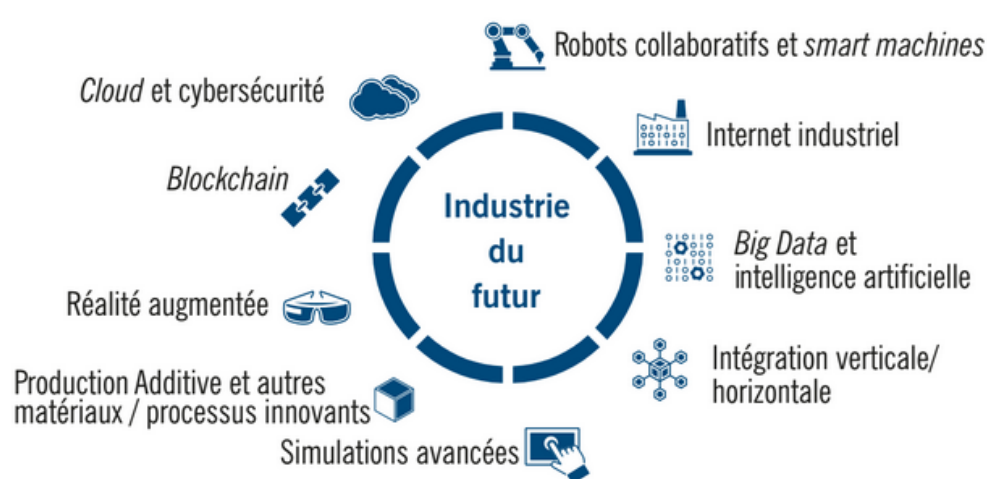 Robots collaboratifs et smart machines
Cloud et cybersécurité
Internet industriel
Blockchain
Industrie
du
futur
Big Data et
intelligence artificielle
Réalité augmentée
Intégration verticale/
horizontale
Production Additive et autres
matériaux / processus innovants
Simulations avancées